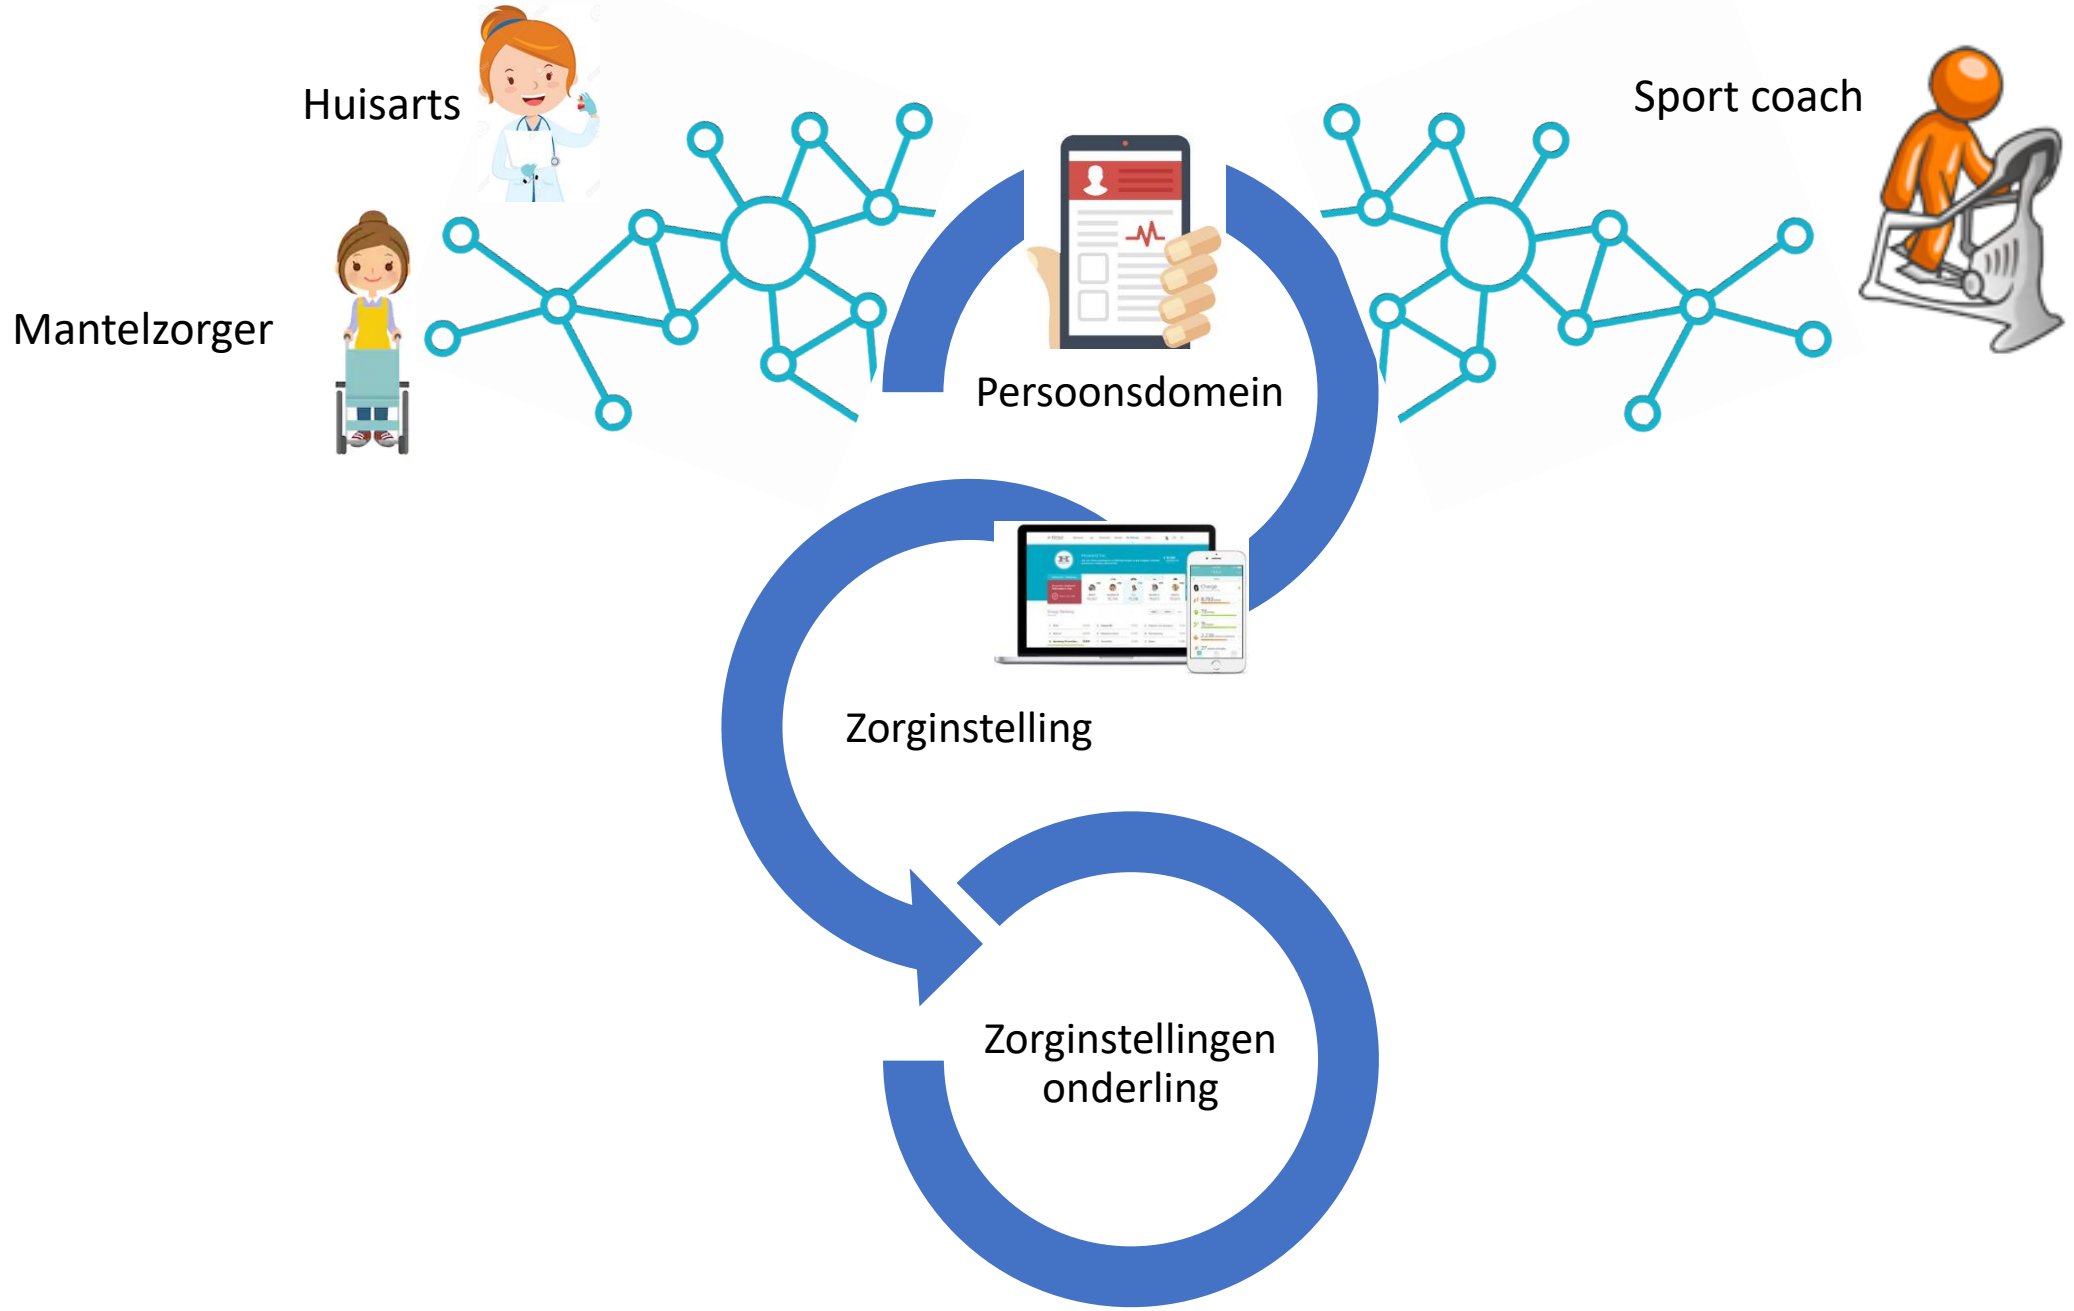 Huisarts
Sport coach
Mantelzorger
Persoonsdomein
Zorginstelling
Zorginstellingen
onderling